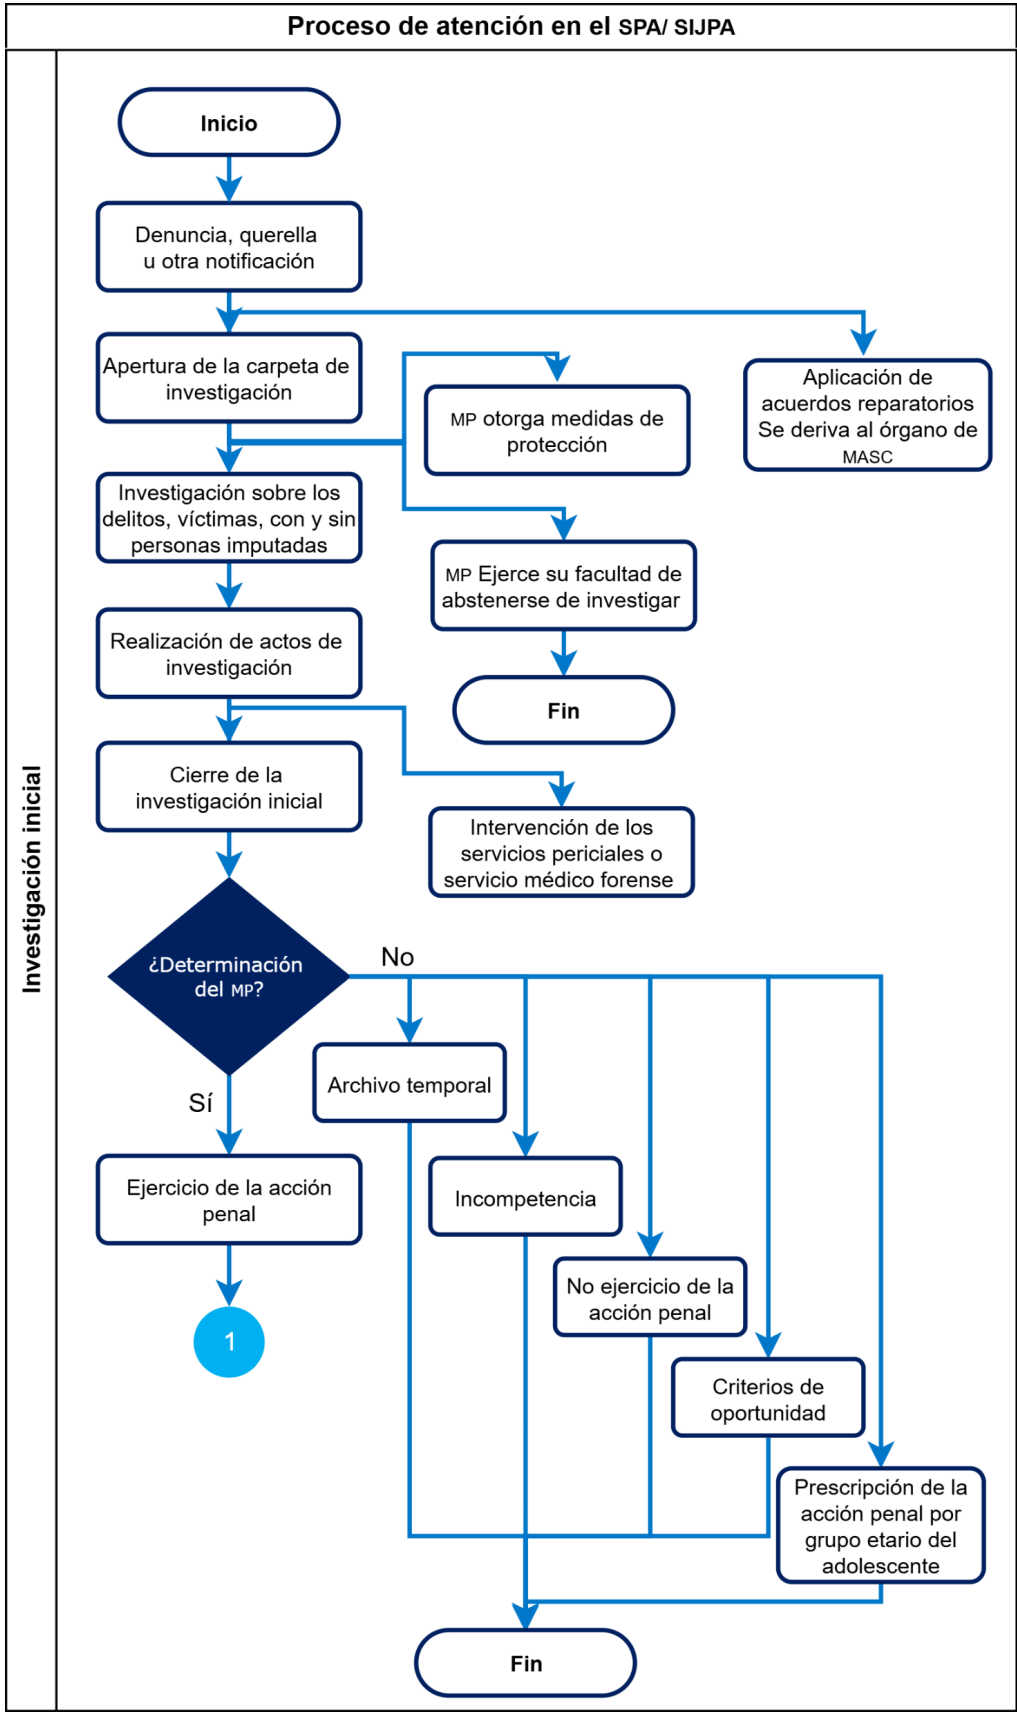 Proceso de atención en el SPA/ SIJPA
Investigación inicial
Inicio
Denuncia, querella
u otra notificación
Apertura de la carpeta de
investigación
MP otorga medidas de
protección
Aplicación de
acuerdos reparatorios
Se deriva al órgano de
MASC
Investigación sobre los
delitos, víctimas, con y sin
personas imputadas
MP Ejerce su facultad de
abstenerse de investigar
Realización de actos de
investigación
Fin
Cierre de la
investigación inicial
Intervención de los
servicios periciales o
servicio médico forense
¿Determinación
del MP?
No
Sí
Archivo temporal
Ejercicio de la acción
penal
Incompetencia
1
No ejercicio de la
acción penal
Criterios de
oportunidad
Prescripción de la
acción penal por
grupo etario del
adolescente
Fin